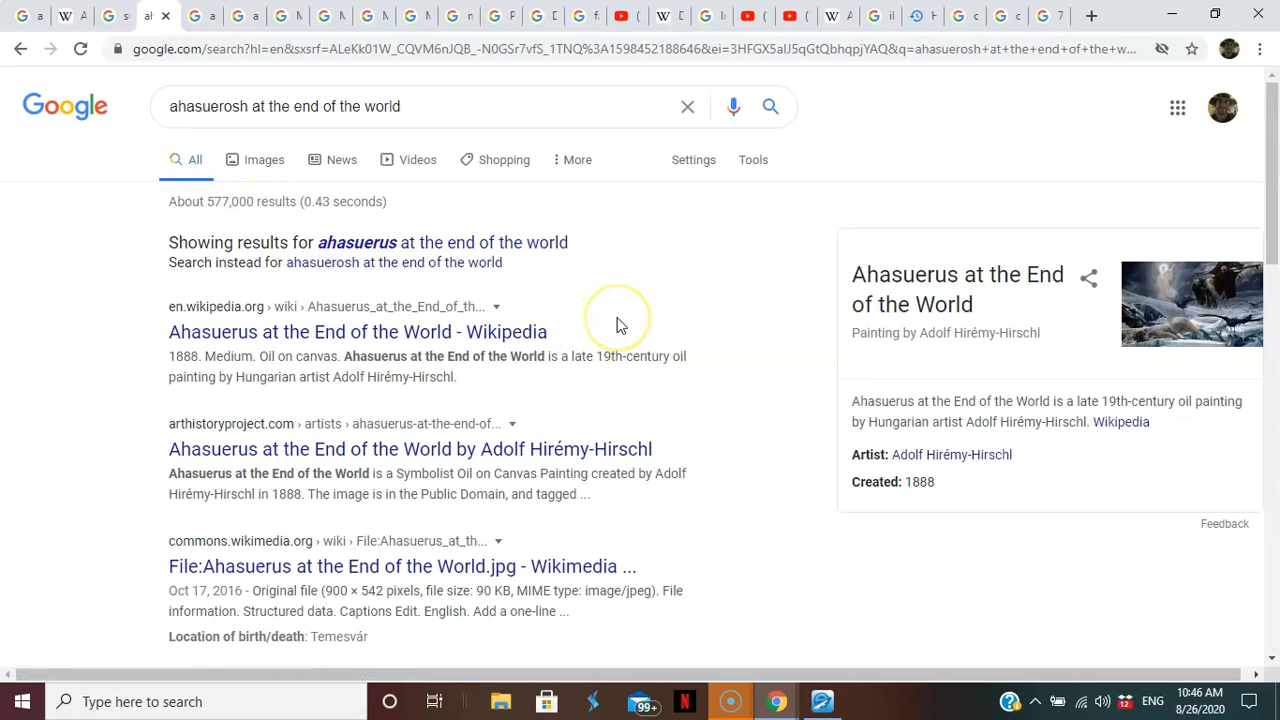 google.com/search?hl=en&sxsrf=ALeKk01W_CQVM6nJQB_-N0GSr7vfS_1TNQ%3A1598452188646&ei=3HFGX5aIJ5qGtQbhqpjYAQ&q=ahasuerosh+at+the+end+of+the+w...
Google
ahasuerosh at the end of the world
All Images News Videos Shopping More Settings Tools
About 577,000 results (0.43 seconds)
Showing results for ahasuerus at the end of the world
Search instead for ahasuerosh at the end of the world
en.wikipedia.org › wiki › Ahasuerus_at_the_End_of_th...
Ahasuerus at the End of the World - Wikipedia
1888. Medium. Oil on canvas. Ahasuerus at the End of the World is a late 19th-century oil
painting by Hungarian artist Adolf Hirémy-Hirschl.
arthistoryproject.com › artists › ahasuerus-at-the-end-of...
Ahasuerus at the End of the World by Adolf Hirémy-Hirschl
Ahasuerus at the End of the World is a Symbolist Oil on Canvas Painting created by Adolf
Hirémy-Hirschl in 1888. The image is in the Public Domain, and tagged ...
commons.wikimedia.org › wiki › File:Ahasuerus_at_th...
File:Ahasuerus at the End of the World.jpg - Wikimedia ...
Oct 17, 2016 - Original file (900 × 542 pixels, file size: 90 KB, MIME type: image/jpeg). File
information. Structured data. Captions Edit. English. Add a one-line ...
Location of birth/death: Temesvár
Ahasuerus at the End
of the World
Painting by Adolf Hirémy-Hirschl
Ahasuerus at the End of the World is a late 19th-century oil painting
by Hungarian artist Adolf Hirémy-Hirschl. Wikipedia
Artist: Adolf Hirémy-Hirschl
Created: 1888
Feedback
Type here to search
99+
N
12
ENG
10:46 AM
8/26/2020